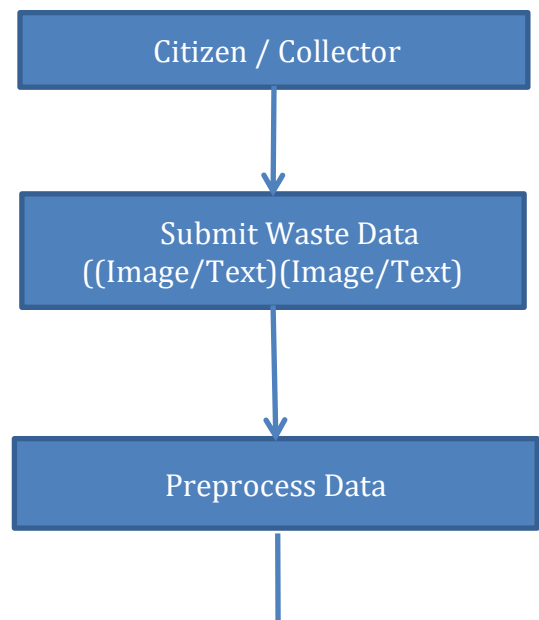 Citizen / Collector
Submit Waste Data
((Image/Text)(Image/Text)
Preprocess Data